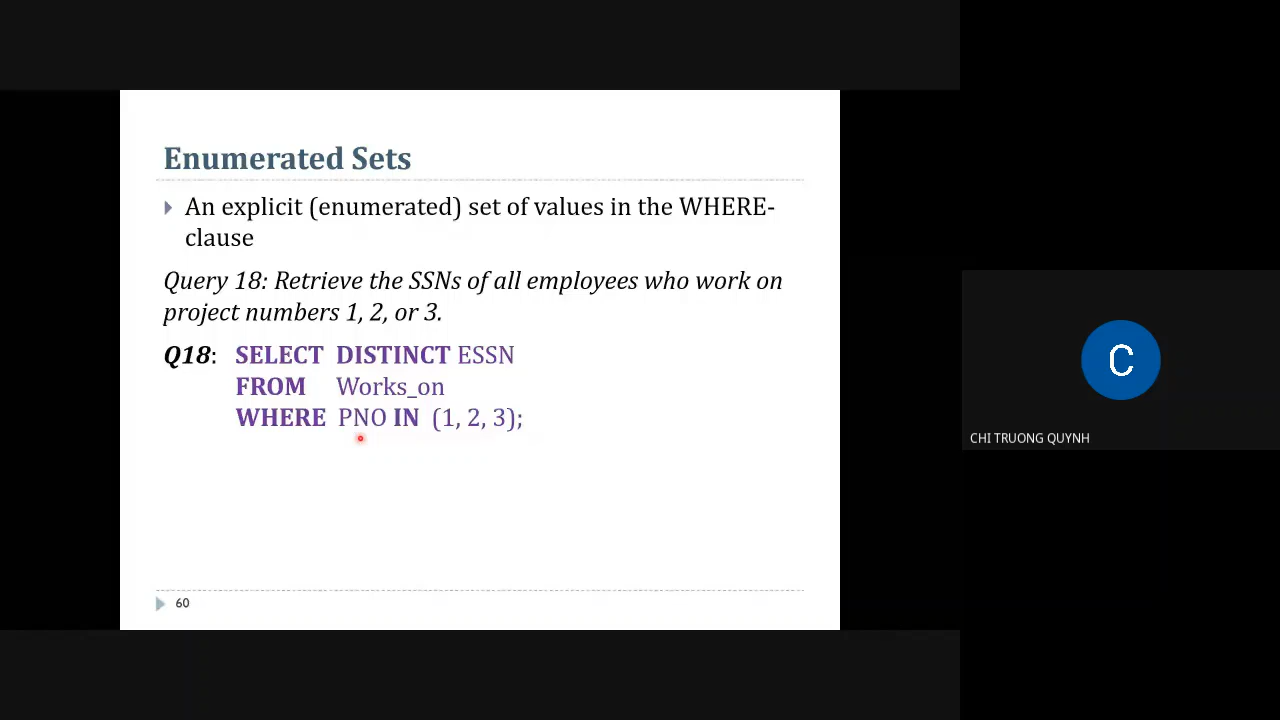 Enumerated Sets
An explicit (enumerated) set of values in the WHERE-
clause
Query 18: Retrieve the SSNs of all employees who work on
project numbers 1, 2, or 3.
Q18: SELECT DISTINCT ESSN
FROM Works_on
WHERE PNO IN (1, 2, 3);
60
C
CHI TRUONG QUYNH